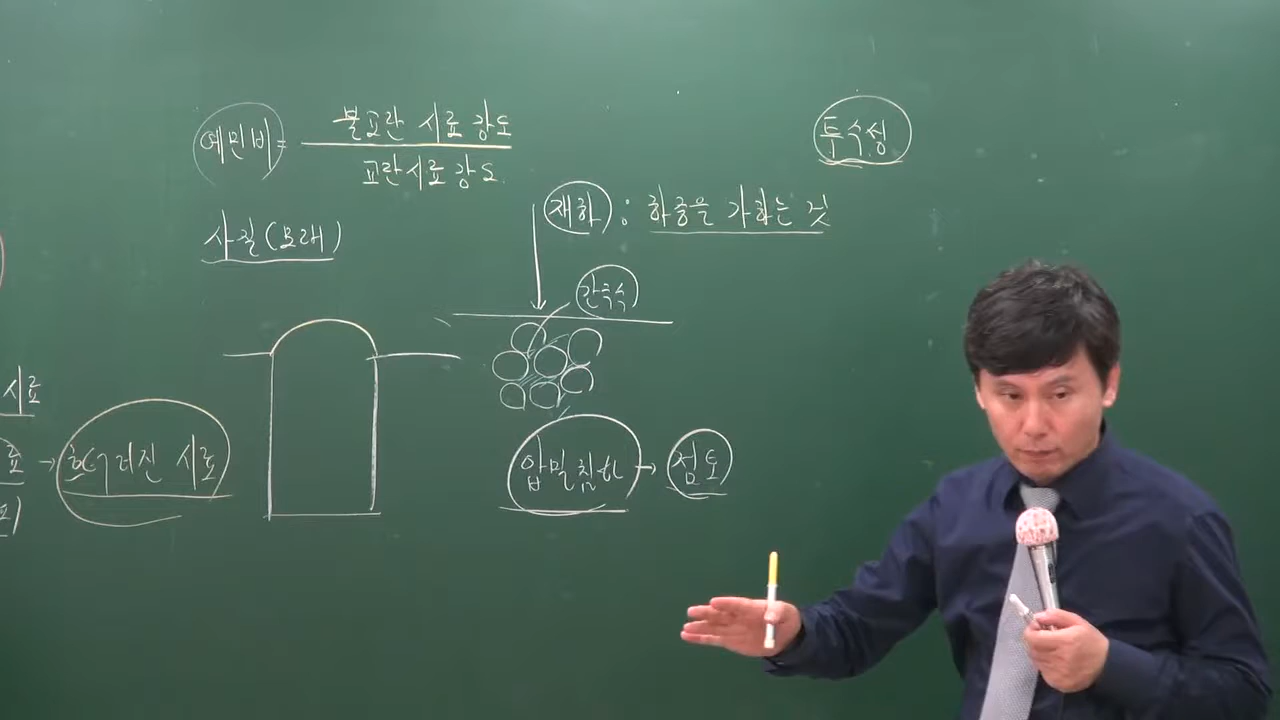 예민비 = 불교란 시료 강도
교란시료 강도
투수성
재하 : 하중을 가하는 것
사질(모래)
간극수
시료
료 → 흐트러진 시료
압밀침하 → 점토